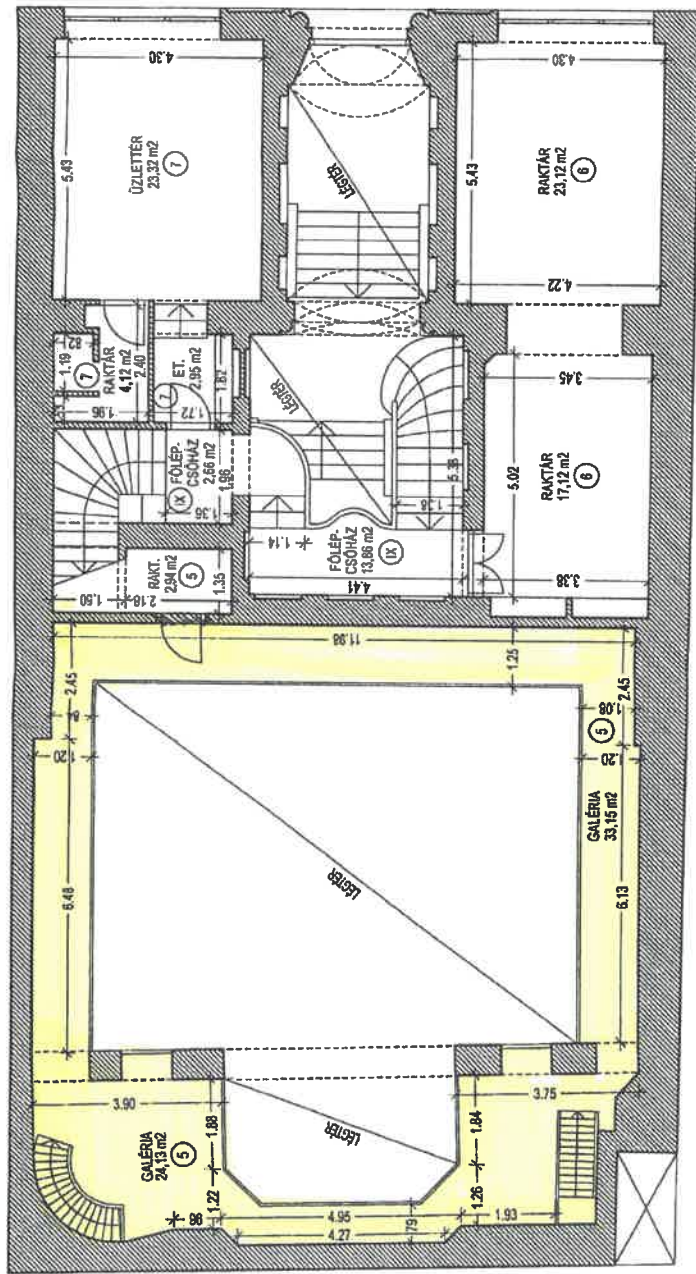 4.30
5.43
ÜZLETTÉR
23,32 m2
7
LÉGTÉR
4.30
5.43
RAKTÁR
23,12 m2
6
4.22
82
1.19
7
RAKTÁR
4,12 m2
2.40
1.96
7
ET.
2,95 m2
1.72
1.82
LÉGTÉR
3.45
5.02
RAKTÁR
17,12 m2
6
3.38
FŐLÉP-
CSŐHÁZ
2,66 m2
IX
1.36
1.96
1.14
FŐLÉP-
CSŐHÁZ
13,86 m2
IX
4.41
RAKT.
2,94 m2
5
1.50
2.18
1.35
11.98
1.25
2.45
2.45
1.08
5
1.20
1.20
GALÉRIA
33,15 m2
LÉGTÉR
6.48
6.13
3.90
3.75
GALÉRIA
24,13 m2
5
1.88
1.84
LÉGTÉR
1.22
1.26
98
4.95
1.93
4.27
79